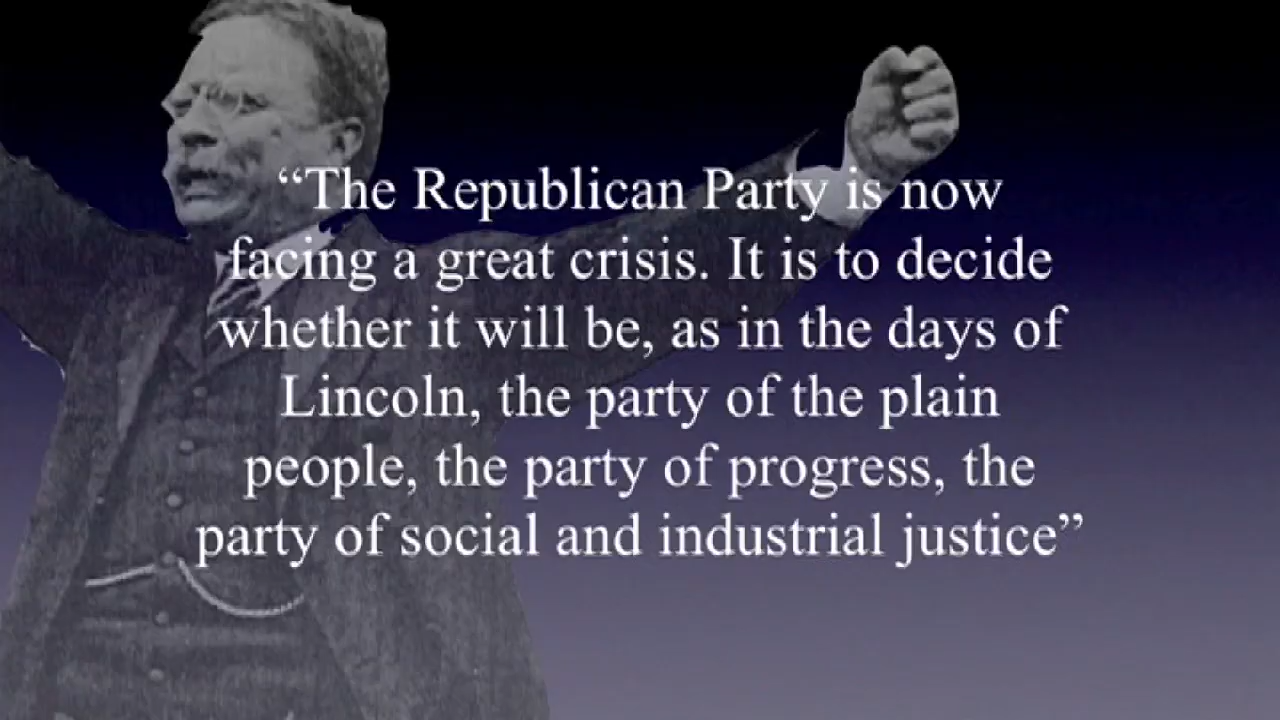 “The Republican Party is now
facing a great crisis. It is to decide
whether it will be, as in the days of
Lincoln, the party of the plain
people, the party of progress, the
party of social and industrial justice”